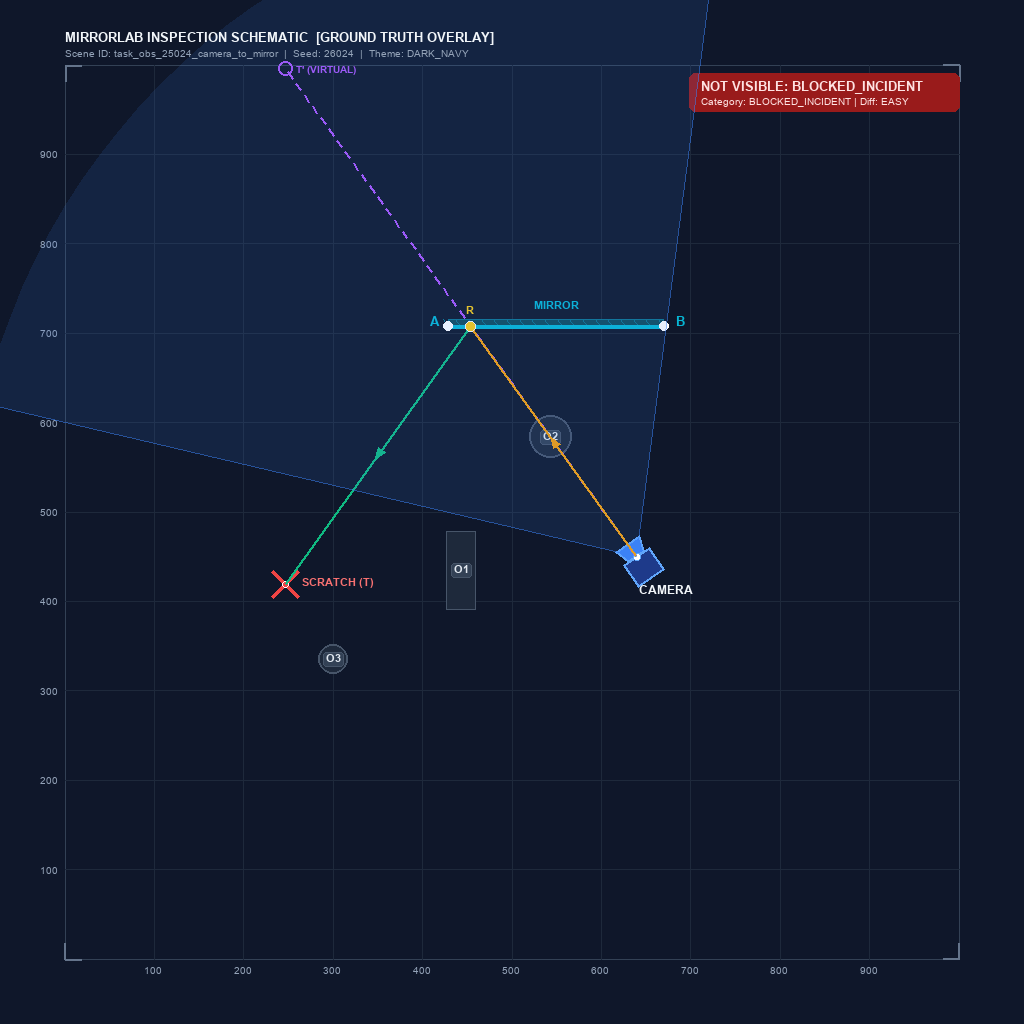 MIRRORLAB INSPECTION SCHEMATIC [GROUND TRUTH OVERLAY]
Scene ID: task_obs_25024_camera_to_mirror | Seed: 26024 | Theme: DARK_NAVY
T' (VIRTUAL)
NOT VISIBLE: BLOCKED_INCIDENT
Category: BLOCKED_INCIDENT | Diff: EASY
900
800
MIRROR
R
A
B
700
600
O2
500
O1
SCRATCH (T)
CAMERA
400
O3
300
200
100
100 200 300 400 500 600 700 800 900